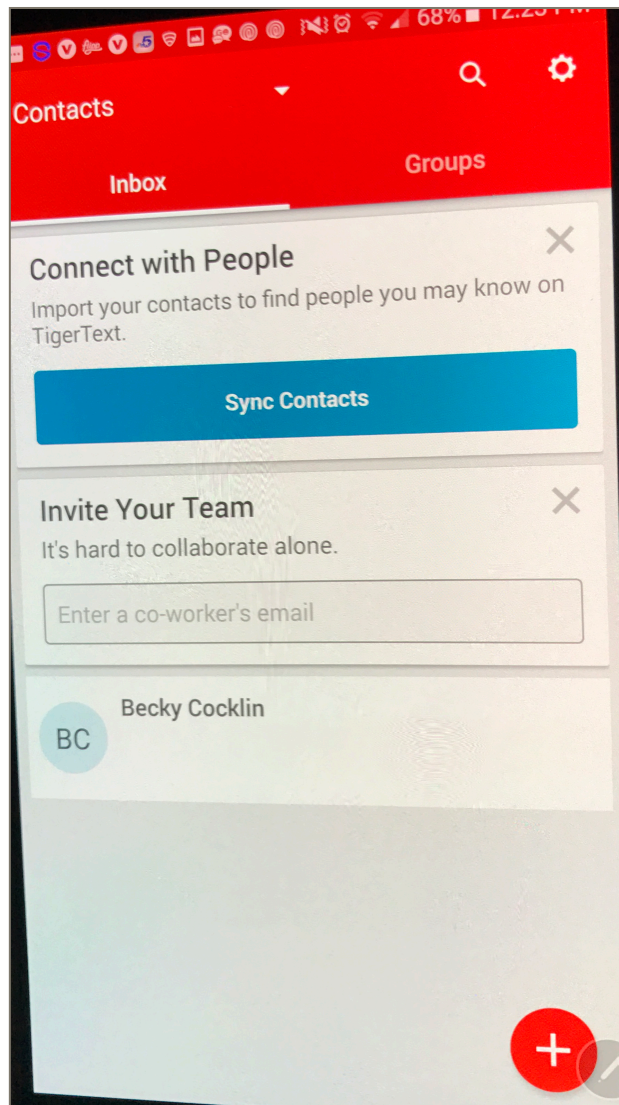 68%
Contacts
Inbox
Groups
Connect with People
Import your contacts to find people you may know on
TigerText.
Sync Contacts
Invite Your Team
It's hard to collaborate alone.
Enter a co-worker's email
BC
Becky Cocklin